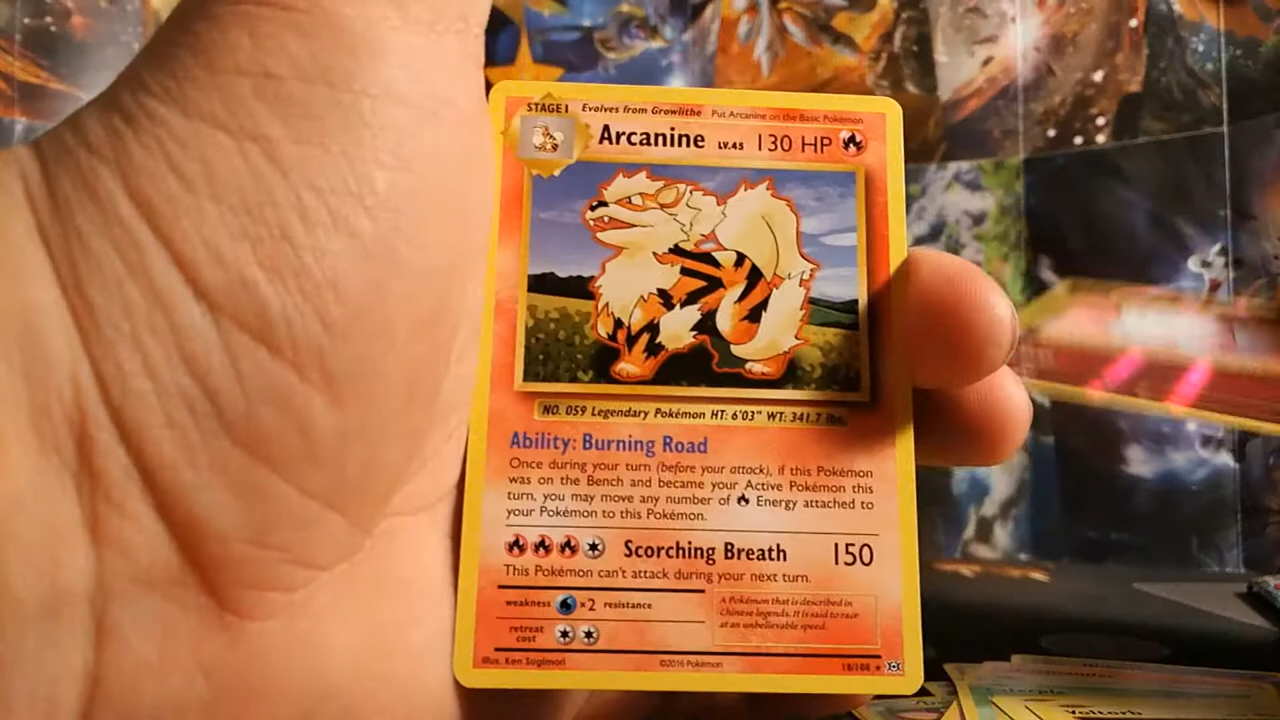 STAGE 1 Evolves from Growlithe Put Arcanine on the Basic Pokémon
Arcanine LV.45 130 HP
NO. 059 Legendary Pokémon HT: 6'03" WT: 341.7 lbs.
Ability: Burning Road
Once during your turn (before your attack), if this Pokémon
was on the Bench and became your Active Pokémon this
turn, you may move any number of Energy attached to
your Pokémon to this Pokémon.
Scorching Breath 150
This Pokémon can't attack during your next turn.
weakness ×2 resistance
A Pokémon that is described in
Chinese legends. It is said to race
at an unbelievable speed.
retreat
cost
Illus. Ken Sugimori ©2016 Pokémon 18/108
Voltorb